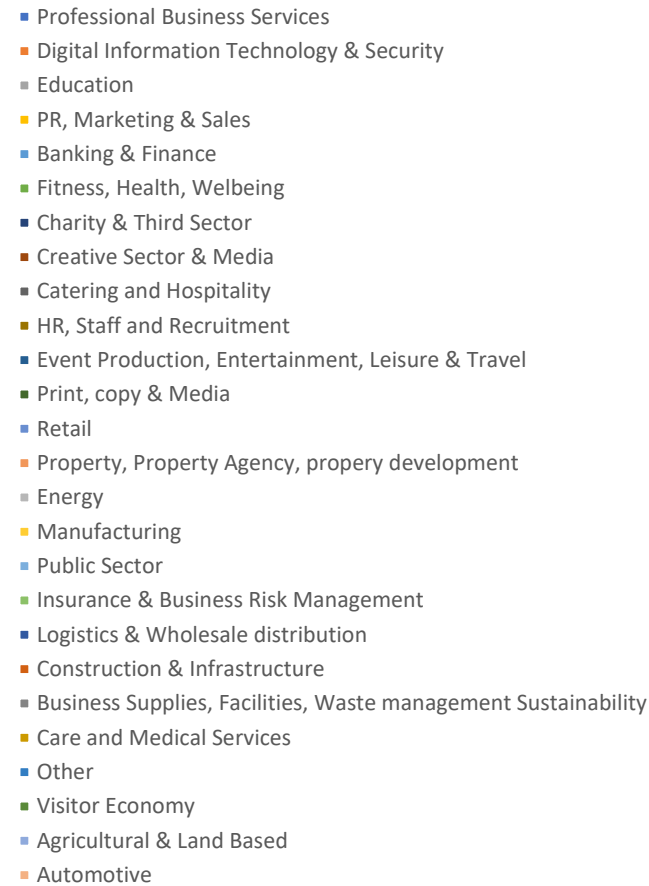 Professional Business Services
Digital Information Technology & Security
Education
PR, Marketing & Sales
Banking & Finance
Fitness, Health, Welbeing
Charity & Third Sector
Creative Sector & Media
Catering and Hospitality
HR, Staff and Recruitment
Event Production, Entertainment, Leisure & Travel
Print, copy & Media
Retail
Property, Property Agency, propery development
Energy
Manufacturing
Public Sector
Insurance & Business Risk Management
Logistics & Wholesale distribution
Construction & Infrastructure
Business Supplies, Facilities, Waste management Sustainability
Care and Medical Services
Other
Visitor Economy
Agricultural & Land Based
Automotive